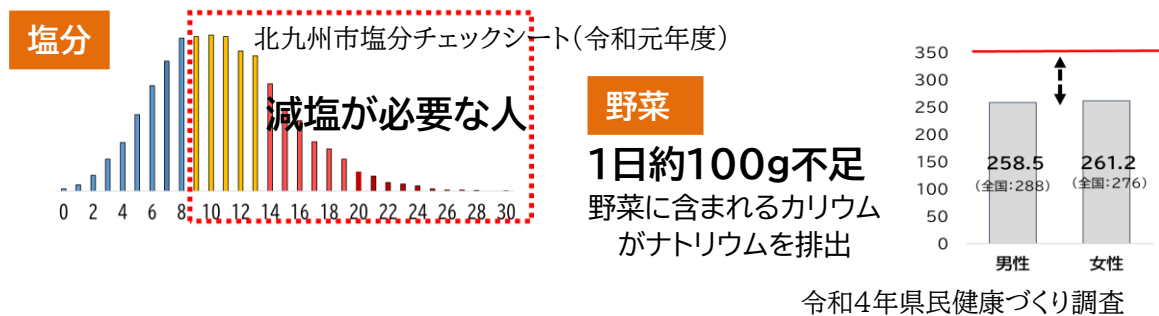 塩分
北九州市塩分チェックシート(令和元年度)
減塩が必要な人
0 2 4 6 8 10 12 14 16 18 20 22 24 26 28 30
野菜
1日約100g不足
野菜に含まれるカリウム
がナトリウムを排出
350
300
250
200
150
100
50
0
258.5
(全国:288)
261.2
(全国:276)
男性 女性
令和4年県民健康づくり調査